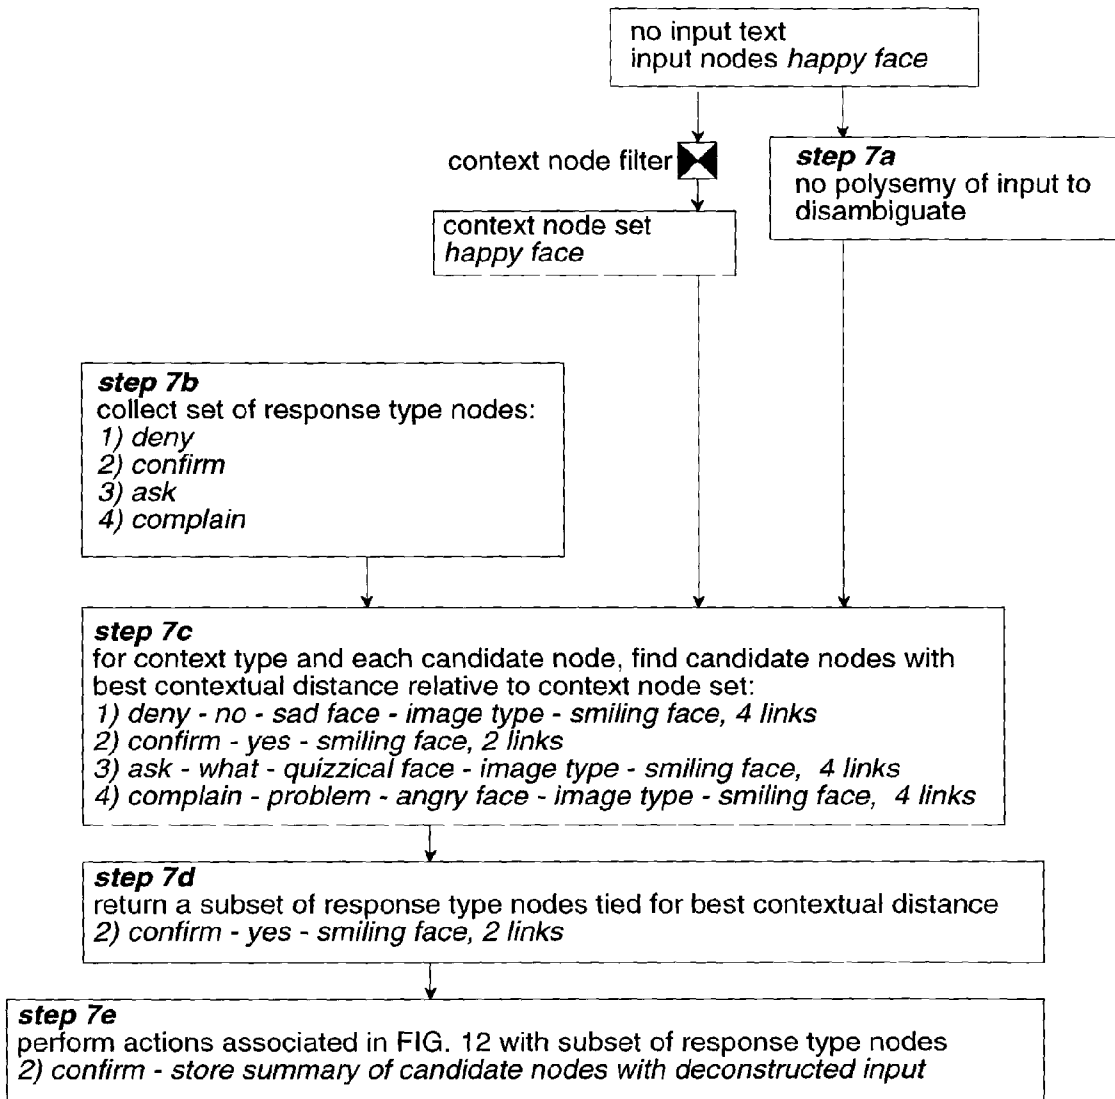 no input text
input nodes happy face
context node filter
step 7a
no polysemy of input to
disambiguate
context node set
happy face
step 7b
collect set of response type nodes:
1) deny
2) confirm
3) ask
4) complain
step 7c
for context type and each candidate node, find candidate nodes with
best contextual distance relative to context node set:
1) deny - no - sad face - image type - smiling face, 4 links
2) confirm - yes - smiling face, 2 links
3) ask - what - quizzical face - image type - smiling face, 4 links
4) complain - problem - angry face - image type - smiling face, 4 links
step 7d
return a subset of response type nodes tied for best contextual distance
2) confirm - yes - smiling face, 2 links
step 7e
perform actions associated in FIG. 12 with subset of response type nodes
2) confirm - store summary of candidate nodes with deconstructed input